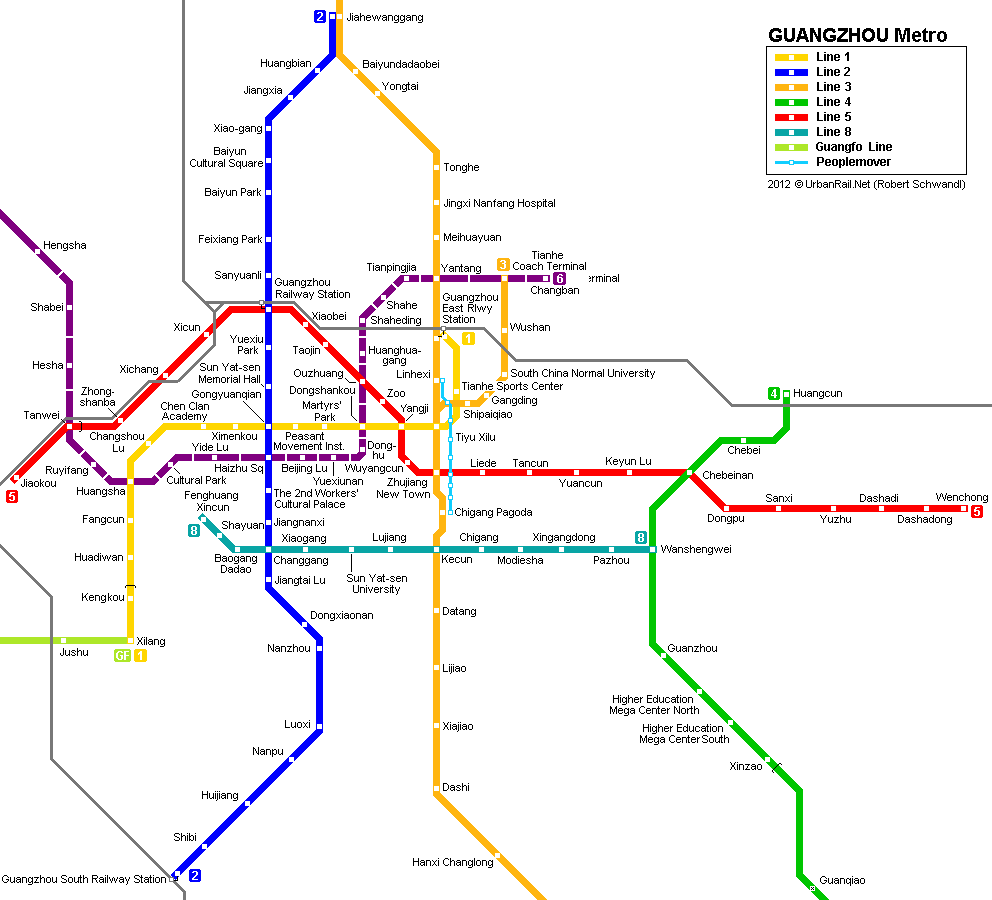 GUANGZHOU Metro
Line 1
Line 2
Line 3
Line 4
Line 5
Line 8
Guangfo Line
Peoplemover
2012 © UrbanRail.Net (Robert Schwandl)
2
Jiahewanggang
Huangbian
Baiyundadaobei
Jiangxia
Yongtai
Xiao-gang
Baiyun
Cultural Square
Tonghe
Baiyun Park
Jingxi Nanfang Hospital
Feixiang Park
Meihuayuan
Hengsha
Sanyuanli
Tianpingjia
Yantang
3
Tianhe
Coach Terminal
6
erminal
Changban
Guangzhou
Railway Station
Shabei
Shahe
Guangzhou
East Rlwy
Station
Xicun
Xiaobei
Shaheding
Wushan
1
Yuexiu
Park
Taojin
Huanghua-
gang
Hesha
Xichang
Sun Yat-sen
Memorial Hall
Ouzhuang
Linhexi
South China Normal University
Zhong-
shanba
Gongyuanqian
Dongshankou
Zoo
Tianhe Sports Center
Gangding
4
Huangcun
Tanwei
Chen Clan
Academy
Martyrs'
Park
Yangji
Shipaiqiao
Changshou
Lu
Ximenkou
Peasant
Movement Inst.
Tiyu Xilu
Chebei
Yide Lu
Dong-
hu
Ruyifang
Jiaokou
5
Cultural Park
Haizhu Sq
Beijing Lu
Yuexiunan
Wuyangcun
Liede
Tancun
Keyun Lu
Yuancun
Chebeinan
Huangsha
Fenghuang
Xincun
The 2nd Workers'
Cultural Palace
Zhujiang
New Town
Sanxi
Dashadi
Wenchong
5
Dongpu
Yuzhu
Dashadong
Fangcun
8
Shayuan
Jiangnanxi
Chigang Pagoda
Xiaogang
Lujiang
Chigang
Xingangdong
8
Huadiwan
Baogang
Dadao
Changgang
Sun Yat-sen
University
Kecun
Modiesha
Pazhou
Wanshengwei
Jiangtai Lu
Kengkou
Dongxiaonan
Datang
Xilang
Jushu
GF
1
Nanzhou
Guanzhou
Lijiao
Higher Education
Mega Center North
Luoxi
Xiajiao
Higher Education
Mega Center South
Nanpu
Xinzao
Huijiang
Dashi
Shibi
Hanxi Changlong
Guangzhou South Railway Station
2
Guanqiao